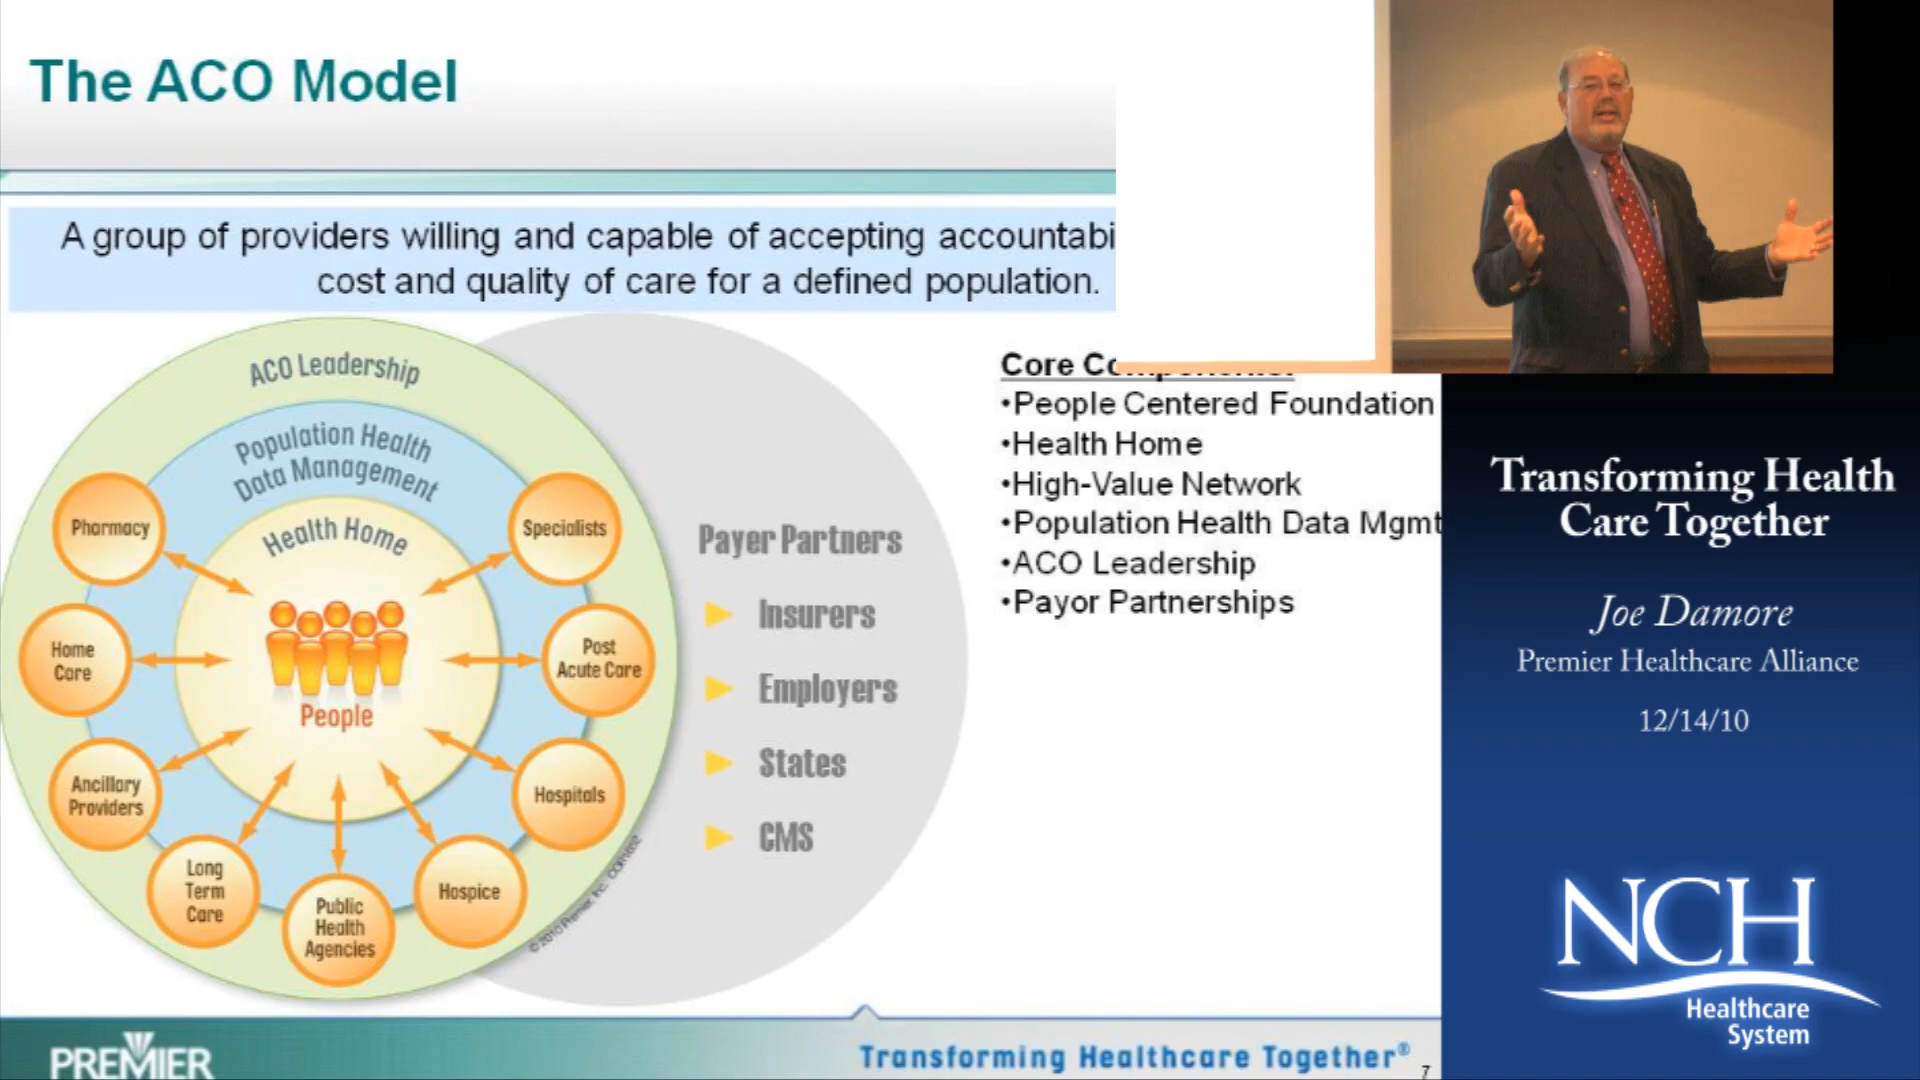 The ACO Model
A group of providers willing and capable of accepting
cost and quality of care for a defined population.
ACO Leadership
Population Health
Data Management
Health Home
Pharmacy
Specialists
Home
Care
Post
Acute Care
People
Ancillary
Providers
Hospitals
Long
Term
Care
Public
Health
Agencies
Hospice
© 2010 Premier, Inc.
Payer Partners
Insurers
Employers
States
CMS
Core
•People Centered Foundation
•Health Home
•High-Value Network
•Population Health Data Mgmt
•ACO Leadership
•Payor Partnerships
PREMIER
Transforming Healthcare Together®
7
Transforming Health
Care Together
Joe Damore
Premier Healthcare Alliance
12/14/10
NCH
Healthcare
System